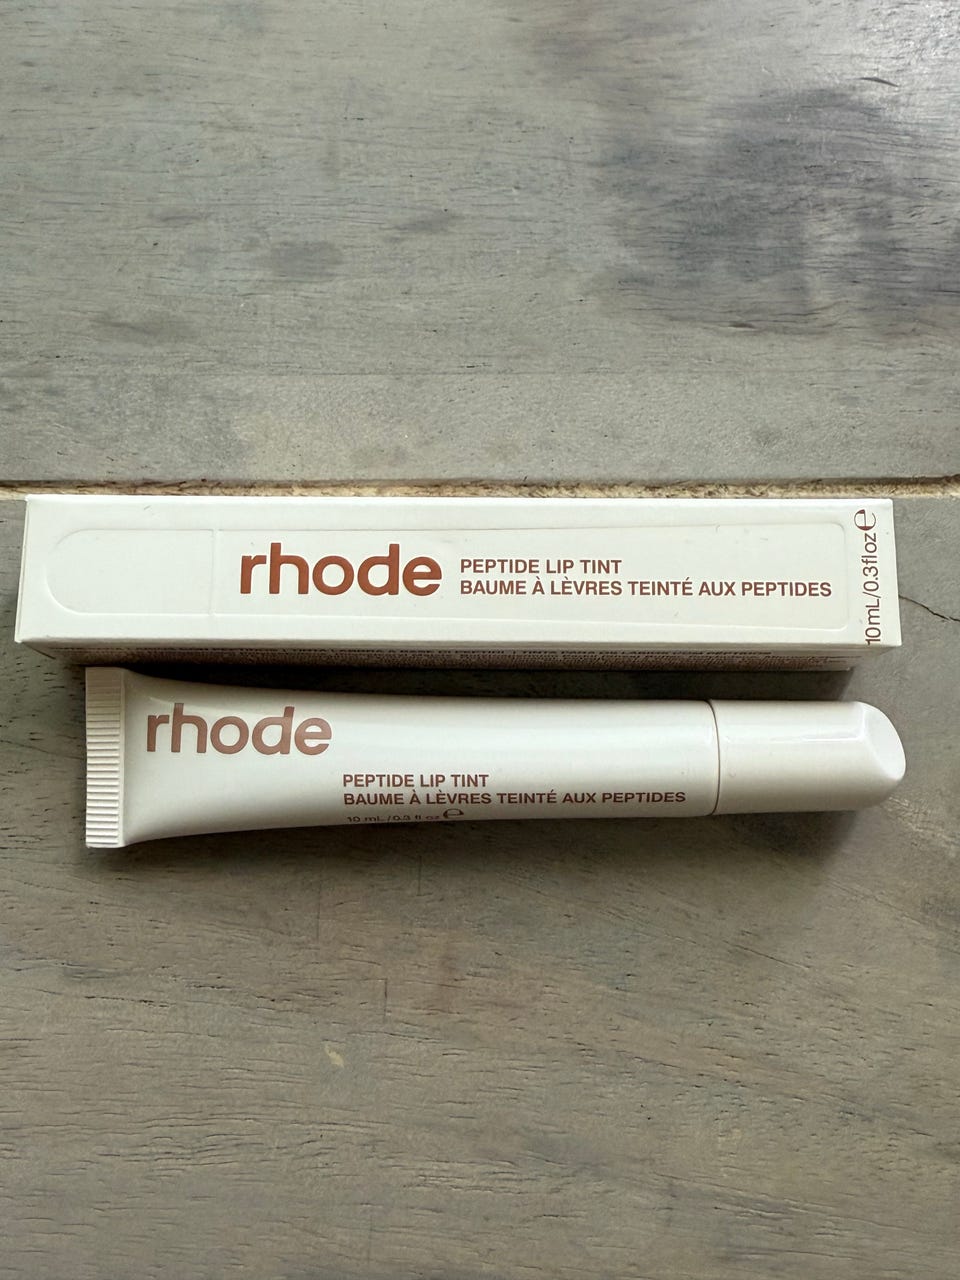 rhode
PEPTIDE LIP TINT
BAUME À LÈVRES TEINTÉ AUX PEPTIDES
10mL/0.3floz℮
rhode
PEPTIDE LIP TINT
BAUME À LÈVRES TEINTÉ AUX PEPTIDES
10 mL/0.3 fl oz ℮